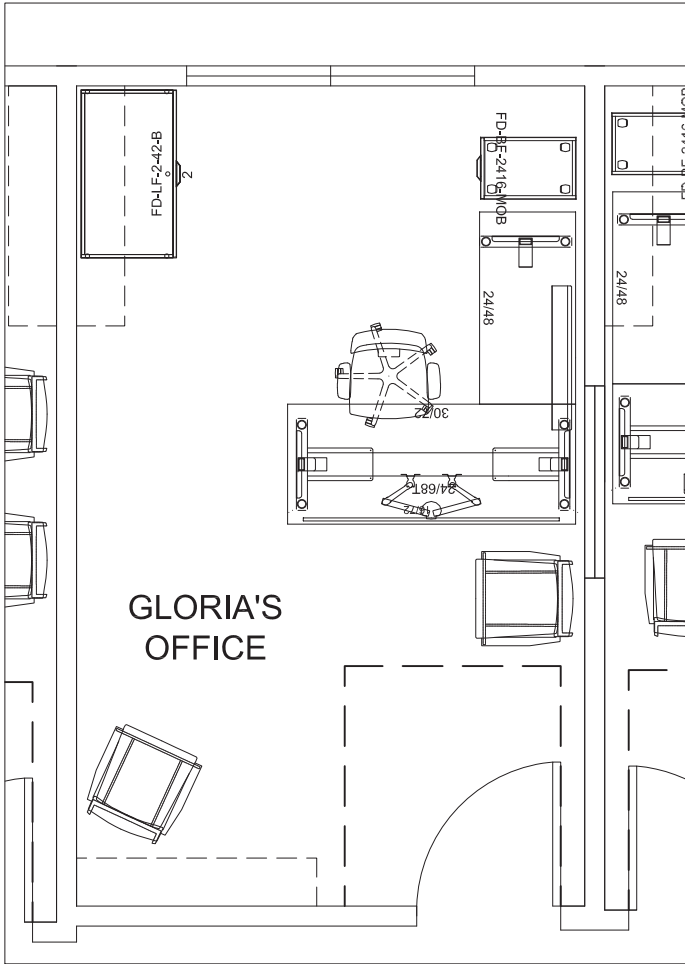 FD-LF-2-42-B
2
FD-BF-2416-MOB
24/48
24/48
30/72
24/68T
GLORIA'S
OFFICE